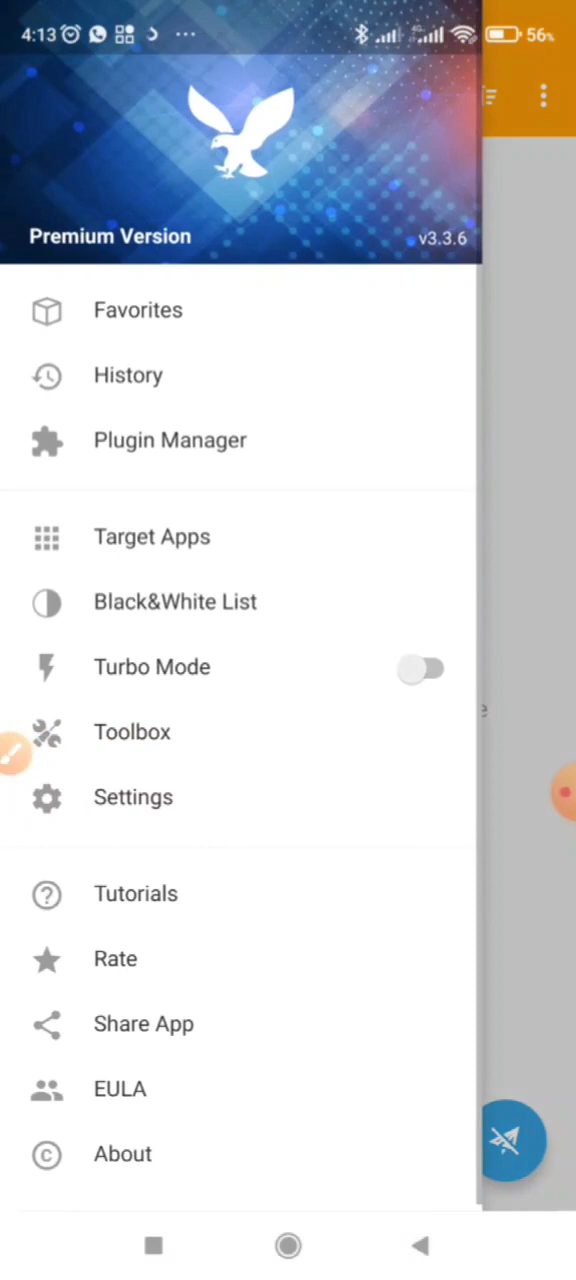 4:13 56%
Premium Version v3.3.6
Favorites
History
Plugin Manager
Target Apps
Black&White List
Turbo Mode
Toolbox
Settings
Tutorials
Rate
Share App
EULA
About